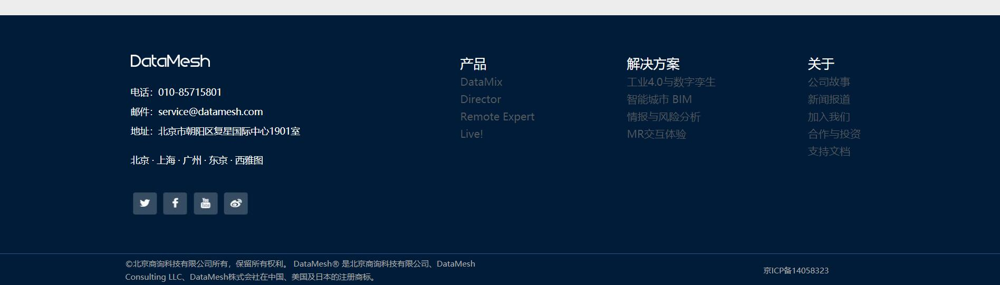 DataMesh
电话：010-85715801
邮件：service@datamesh.com
地址：北京市朝阳区复星国际中心1901室
北京 · 上海 · 广州 · 东京 · 西雅图
You
Tube
产品
DataMix
Director
Remote Expert
Live!
解决方案
工业4.0与数字孪生
智能城市 BIM
情报与风险分析
MR交互体验
关于
公司故事
新闻报道
加入我们
合作与投资
支持文档
©北京商询科技有限公司所有，保留所有权利。 DataMesh® 是北京商询科技有限公司、DataMesh
Consulting LLC、DataMesh株式会社在中国、美国及日本的注册商标。
京ICP备14058323